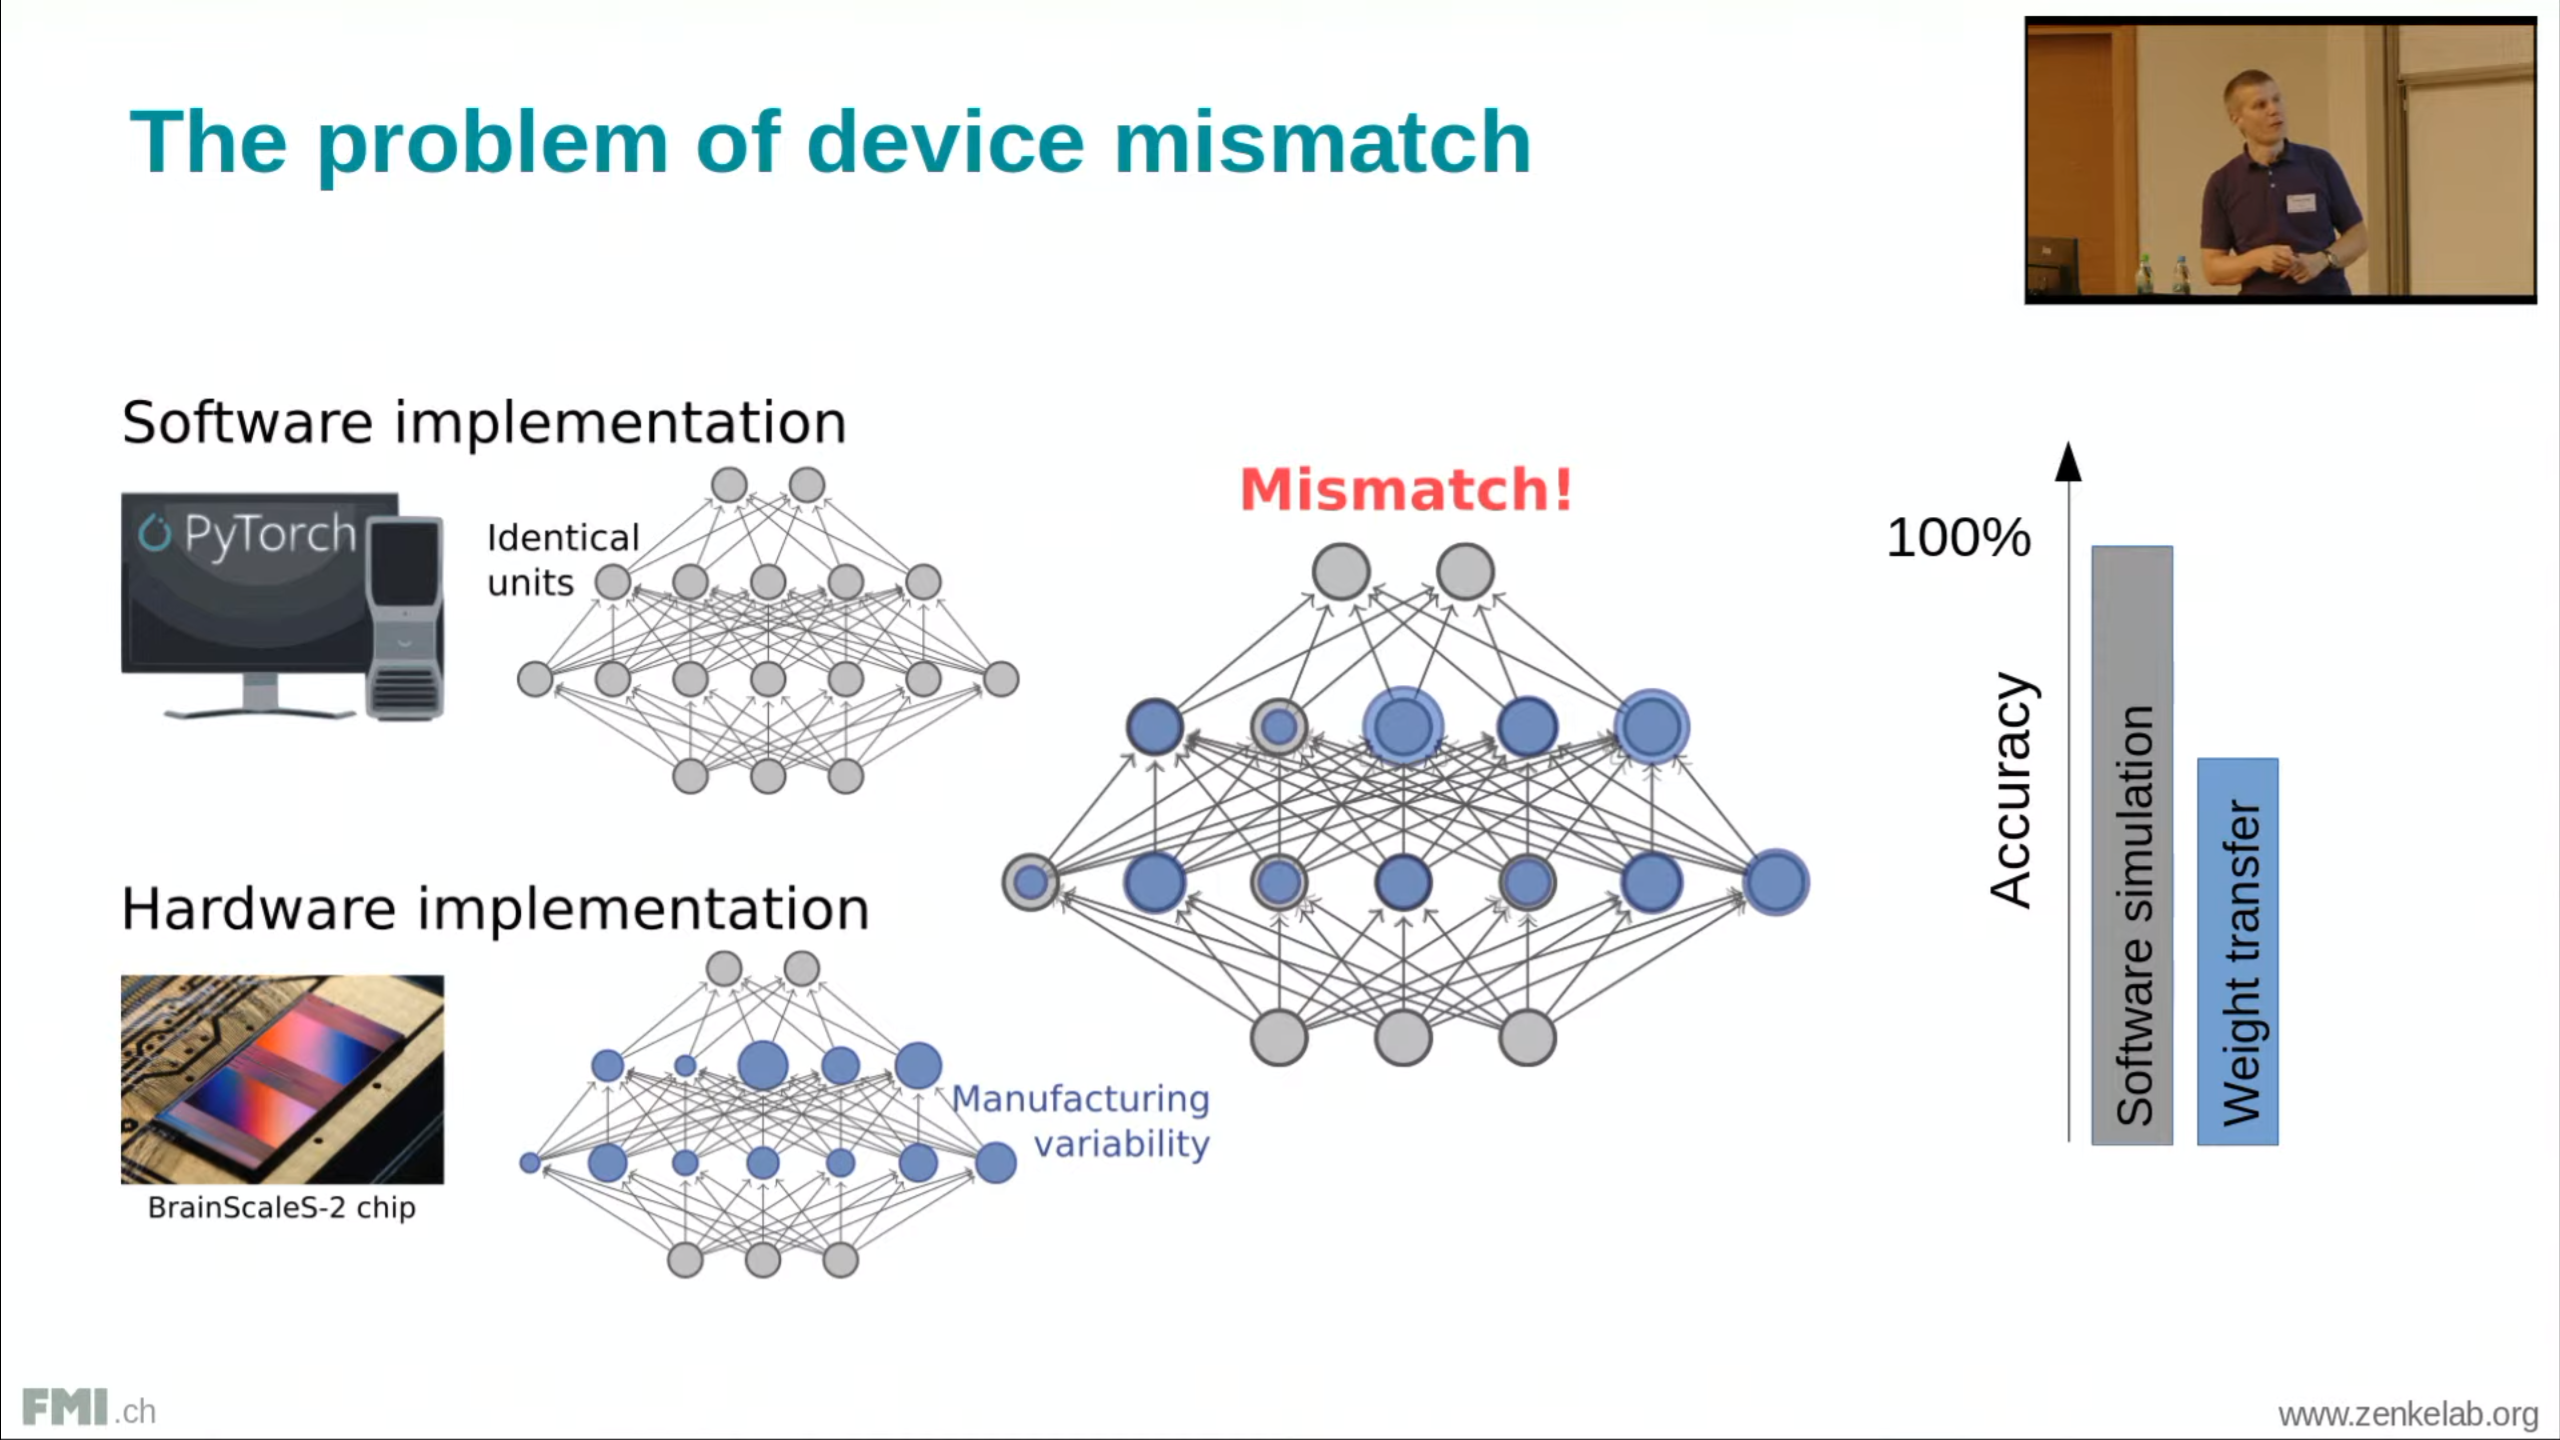 The problem of device mismatch
Software implementation
PyTorch
Identical
units
Hardware implementation
BrainScaleS-2 chip
Manufacturing
variability
Mismatch!
100%
Accuracy
Software simulation
Weight transfer
FMI.ch
www.zenkelab.org